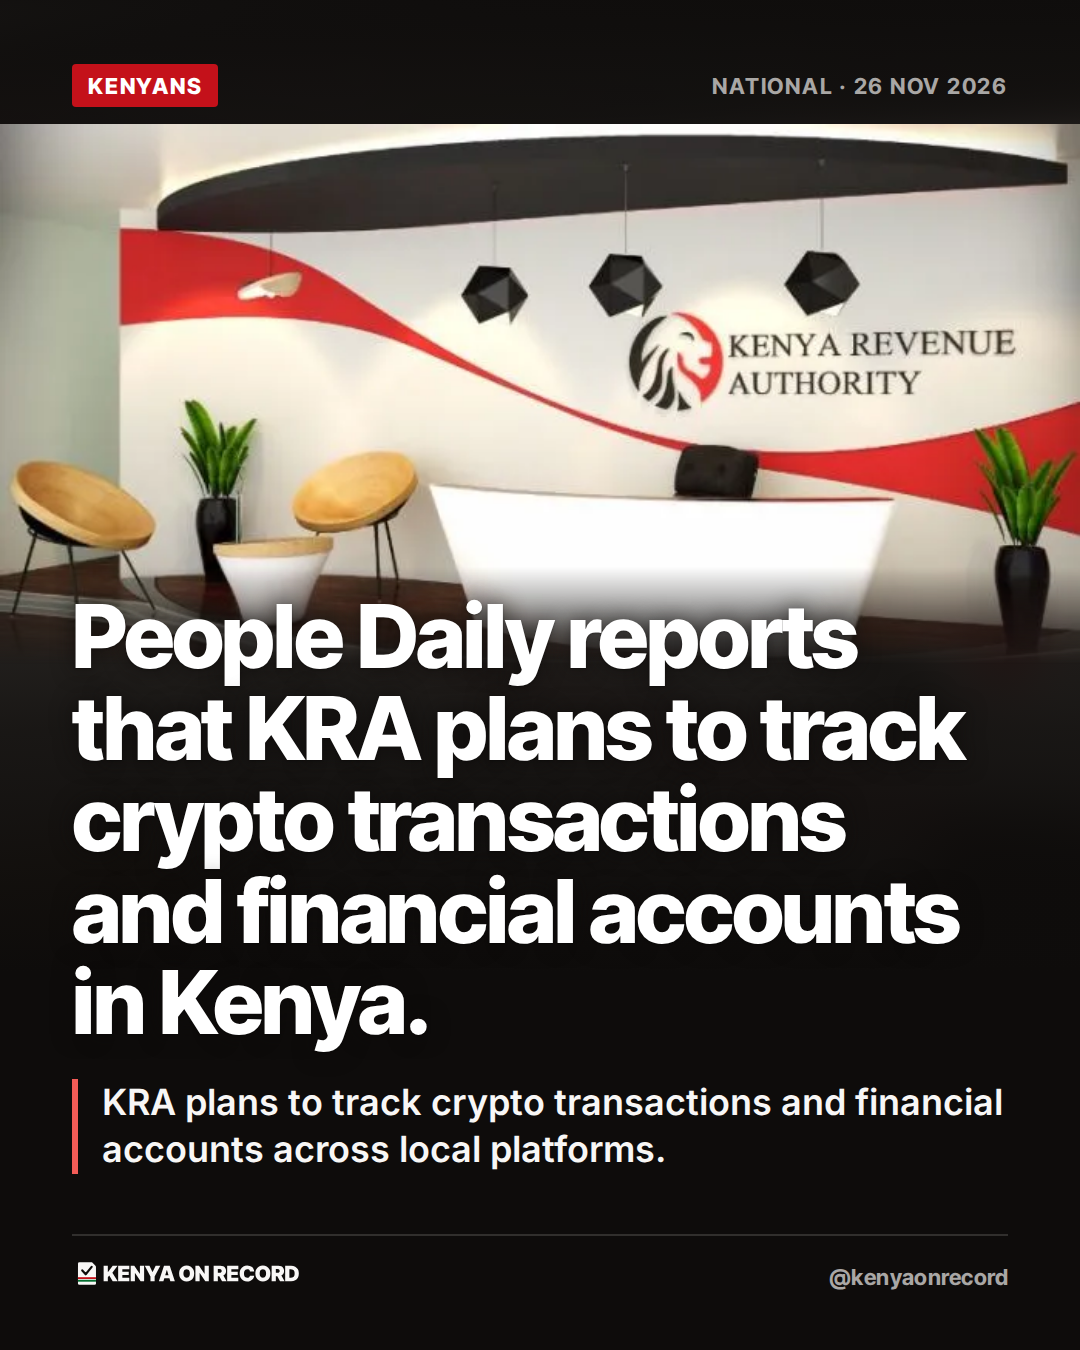 KENYANS
NATIONAL · 26 NOV 2026
KENYA REVENUE
AUTHORITY
People Daily reports
that KRA plans to track
crypto transactions
and financial accounts
in Kenya.
KRA plans to track crypto transactions and financial
accounts across local platforms.
KENYA ON RECORD
@kenyaonrecord